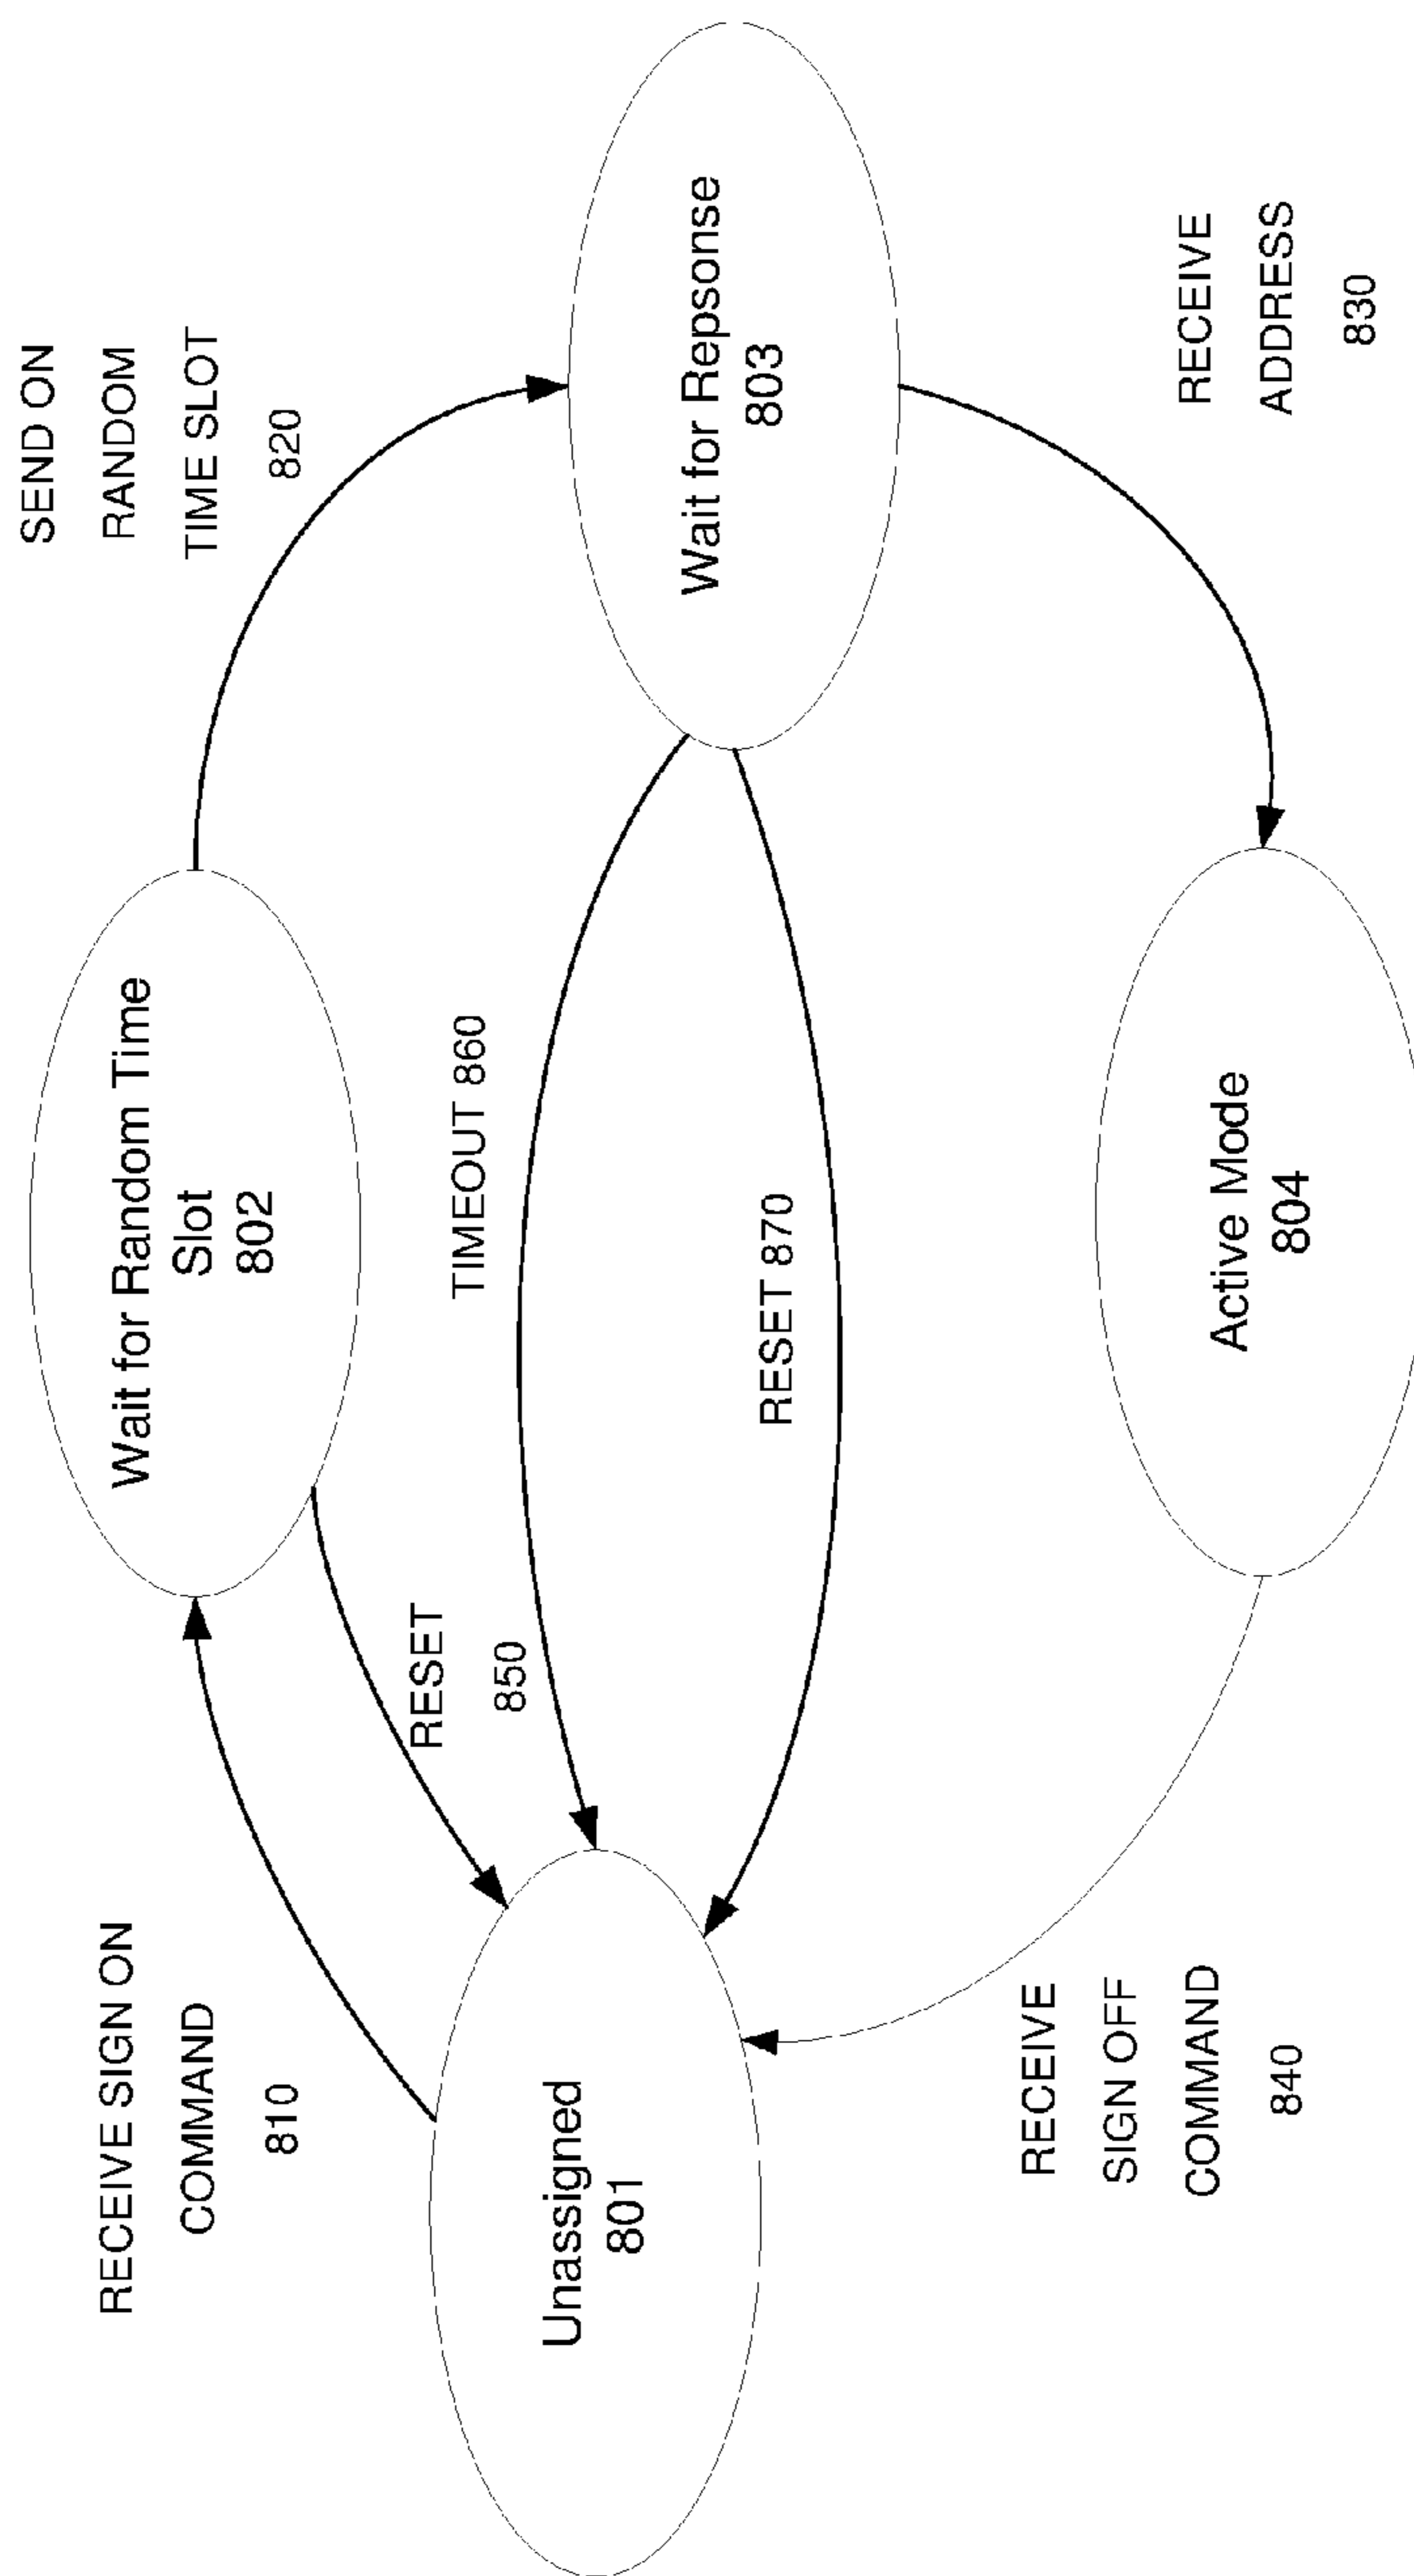 RECEIVE SIGN ON
COMMAND
810
Wait for Random Time
Slot
802
SEND ON
RANDOM
TIME SLOT
820
RESET
850
TIMEOUT 860
Unassigned
801
RESET 870
Wait for Repsonse
803
RECEIVE
SIGN OFF
COMMAND
840
Active Mode
804
RECEIVE
ADDRESS
830